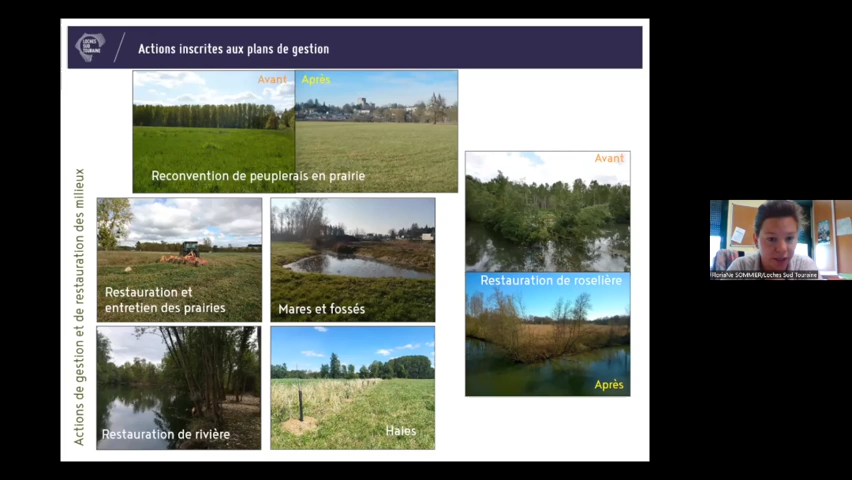 LOCHES
SUD
TOURAINE
Actions inscrites aux plans de gestion
Avant
Après
Reconvention de peuplerais en prairie
Actions de gestion et de restauration des milieux
Restauration et
entretien des prairies
Mares et fossés
Restauration de rivière
Haies
Avant
Restauration de roselière
Après
Floriane SOMMIER/Loches Sud Touraine